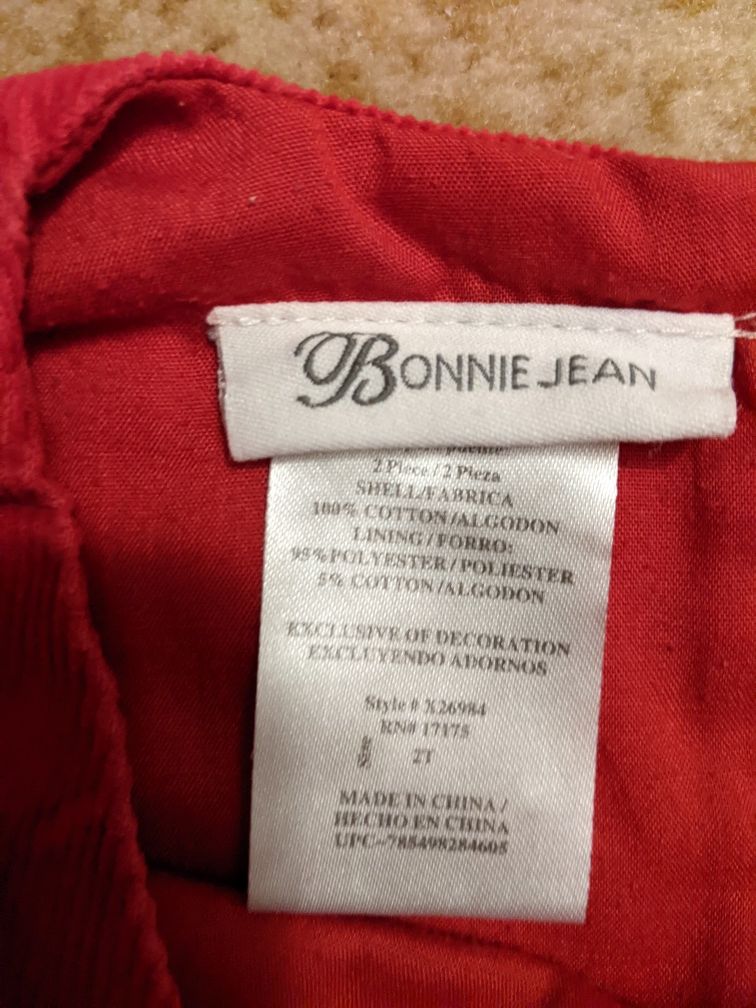 BONNIE JEAN
2 Piece / 2 Pieza
SHELL/FABRICA
100% COTTON/ALGODON
LINING/FORRO:
95% POLYESTER/POLIESTER
5% COTTON/ALGODON
EXCLUSIVE OF DECORATION
EXCLUYENDO ADORNOS
Style # X26984
RN# 17175
2T
MADE IN CHINA /
HECHO EN CHINA
UPC-785498284605